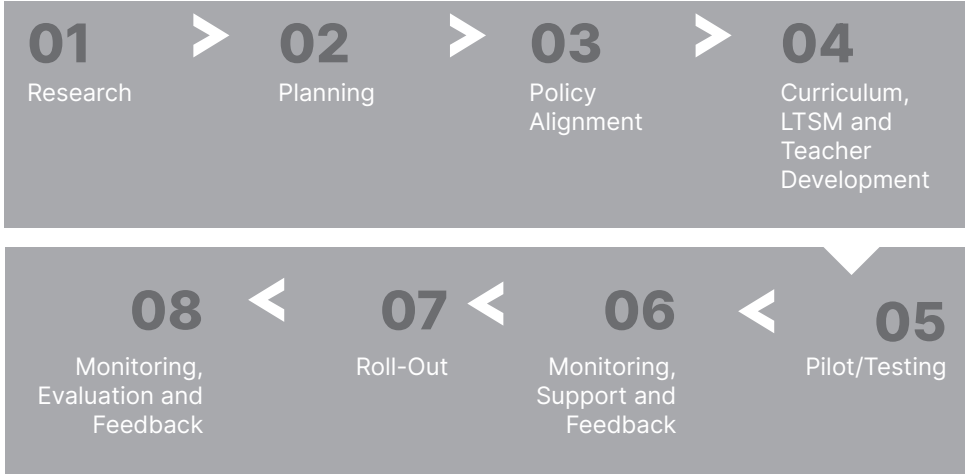 01
Research
02
Planning
03
Policy
Alignment
04
Curriculum,
LTSM and
Teacher
Development
05
Pilot/Testing
06
Monitoring,
Support and
Feedback
07
Roll-Out
08
Monitoring,
Evaluation and
Feedback